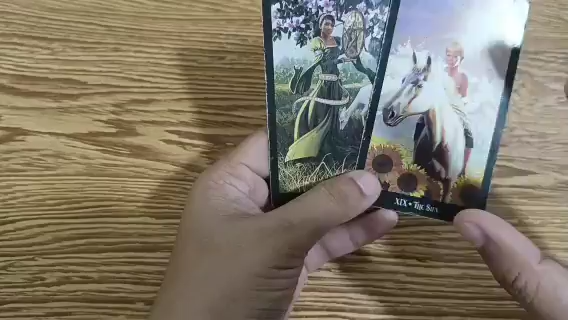 XIX • The Sun